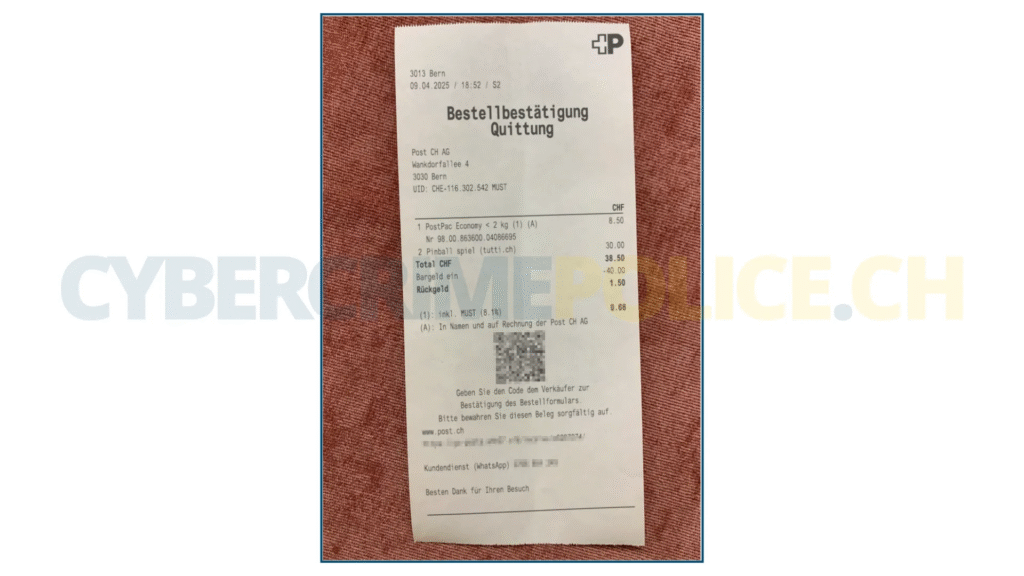 P
3013 Bern
09.04.2025 / 16:52 / S2
Bestellbestätigung
Quittung
Post CH AG
Wankdorfallee 4
3030 Bern
UID: CHE-116.302.542 MUST
CHF
1 PostPac Economy < 2 kg (1) (A) 8.50
Nr 98.00.863600.04086695
2 Pinball spiel (tutti.ch) 30.00
Total CHF 38.50
Bargeld ein -40.00
Rückgeld 1.50
(1): inkl. MUST (8.1%) 0.68
(A): In Namen und auf Rechnung der Post CH AG
Geben Sie den Code dem Verkäufer zur
Bestätigung des Bestellformulars.
Bitte bewahren Sie diesen Beleg sorgfältig auf
www.post.ch
Kundendienst (WhatsApp)
Besten Dank für Ihren Besuch
CYBERCRIMEPOLICE.CH